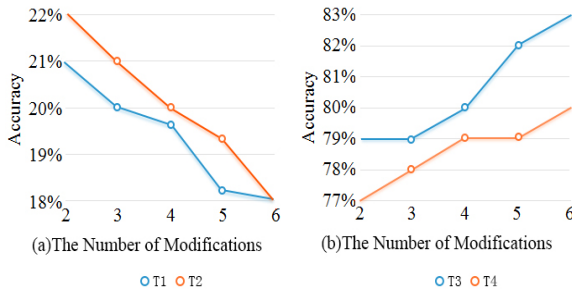 22%
21%
20%
19%
18%
Accuracy
2 3 4 5 6
(a)The Number of Modifications
T1 T2
83%
82%
81%
80%
79%
78%
77%
Accuracy
2 3 4 5 6
(b)The Number of Modifications
T3 T4